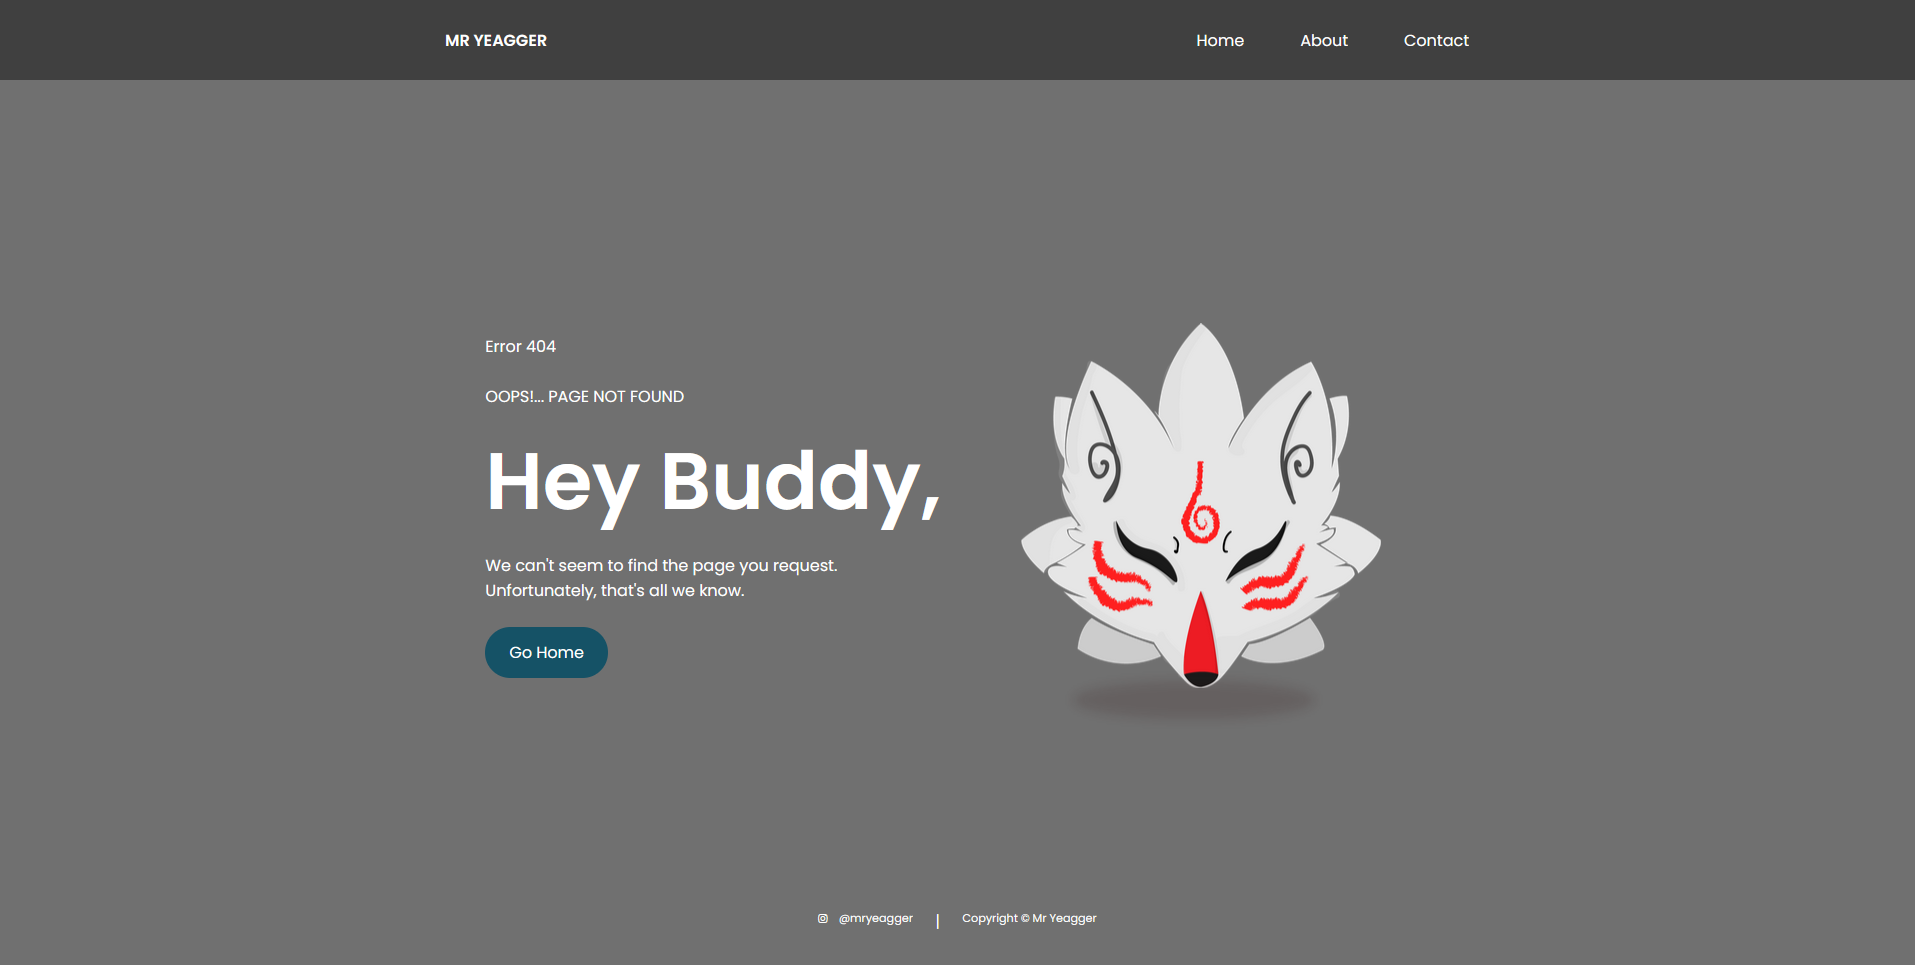 MR YEAGGER
Home
About
Contact
Error 404
OOPS!... PAGE NOT FOUND
Hey Buddy,
We can't seem to find the page you request.
Unfortunately, that's all we know.
Go Home
@mryeagger | Copyright © Mr Yeagger